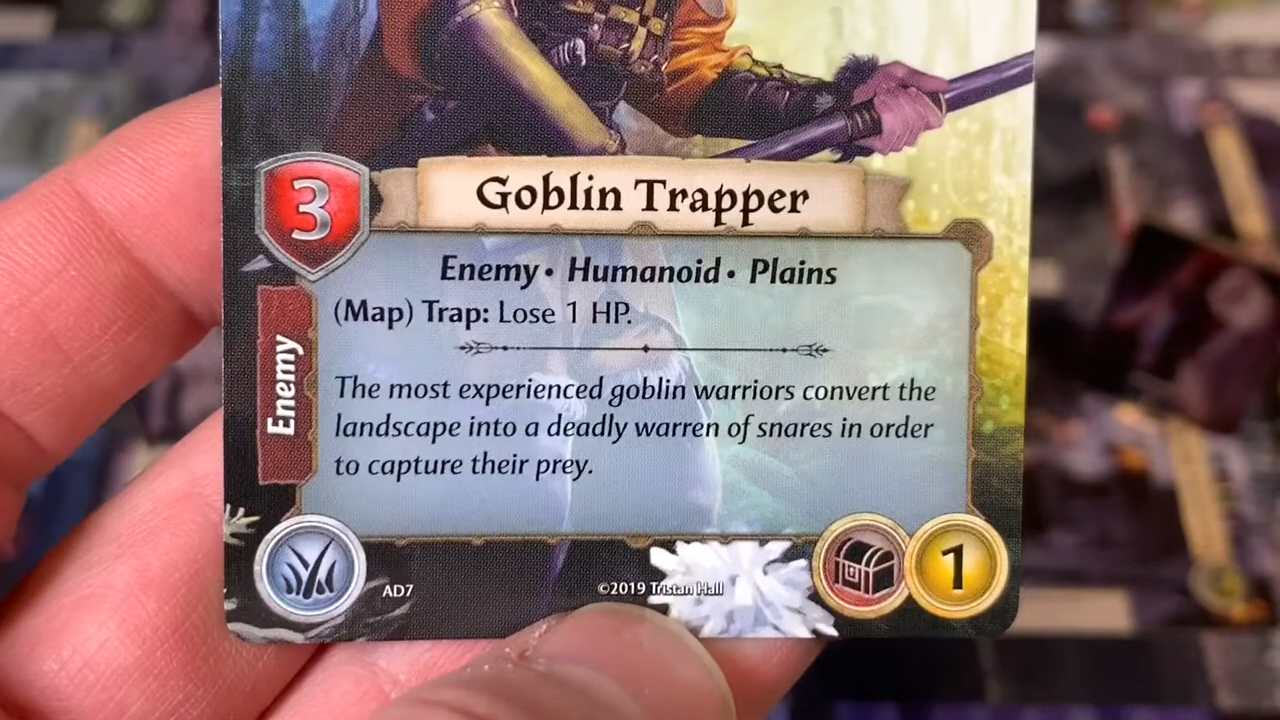 3
Goblin Trapper
Enemy • Humanoid • Plains
(Map) Trap: Lose 1 HP.
Enemy
The most experienced goblin warriors convert the
landscape into a deadly warren of snares in order
to capture their prey.
AD7
©2019 Tristan Hall
1